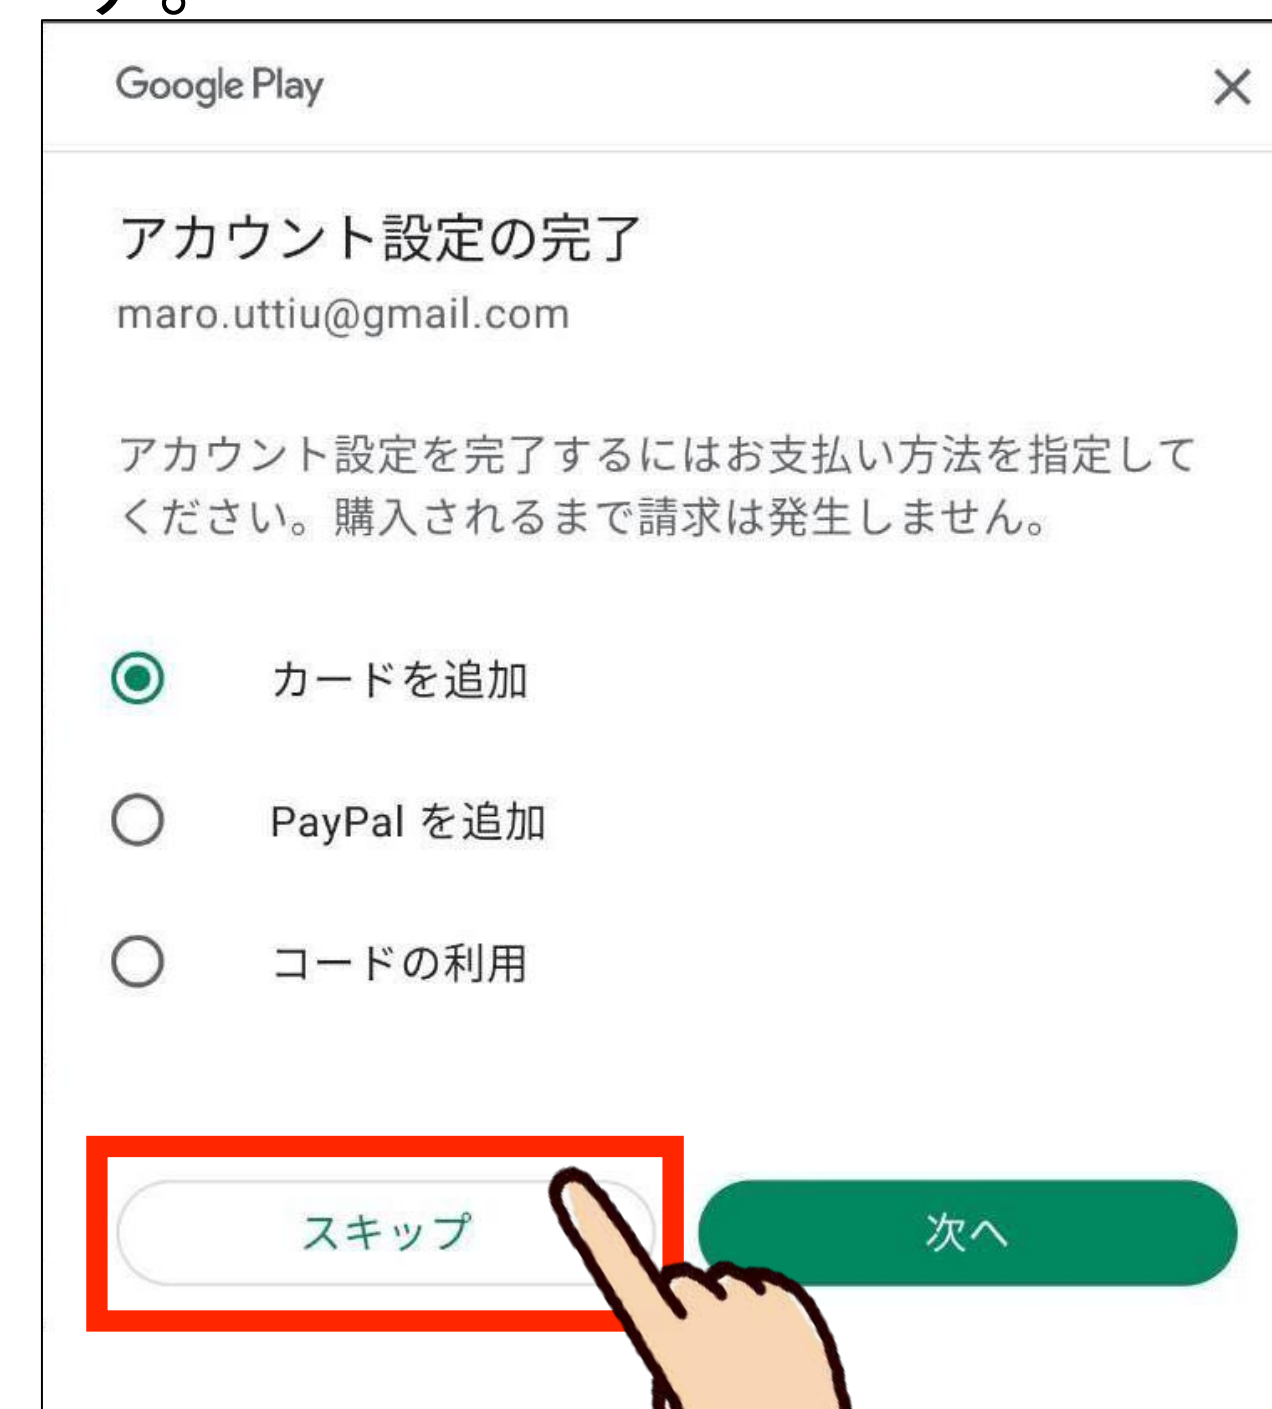 す。
Google Play
アカウント設定の完了
maro.uttiu@gmail.com
アカウント設定を完了するにはお支払い方法を指定して
ください。購入されるまで請求は発生しません。
カードを追加
PayPal を追加
コードの利用
スキップ
次へ